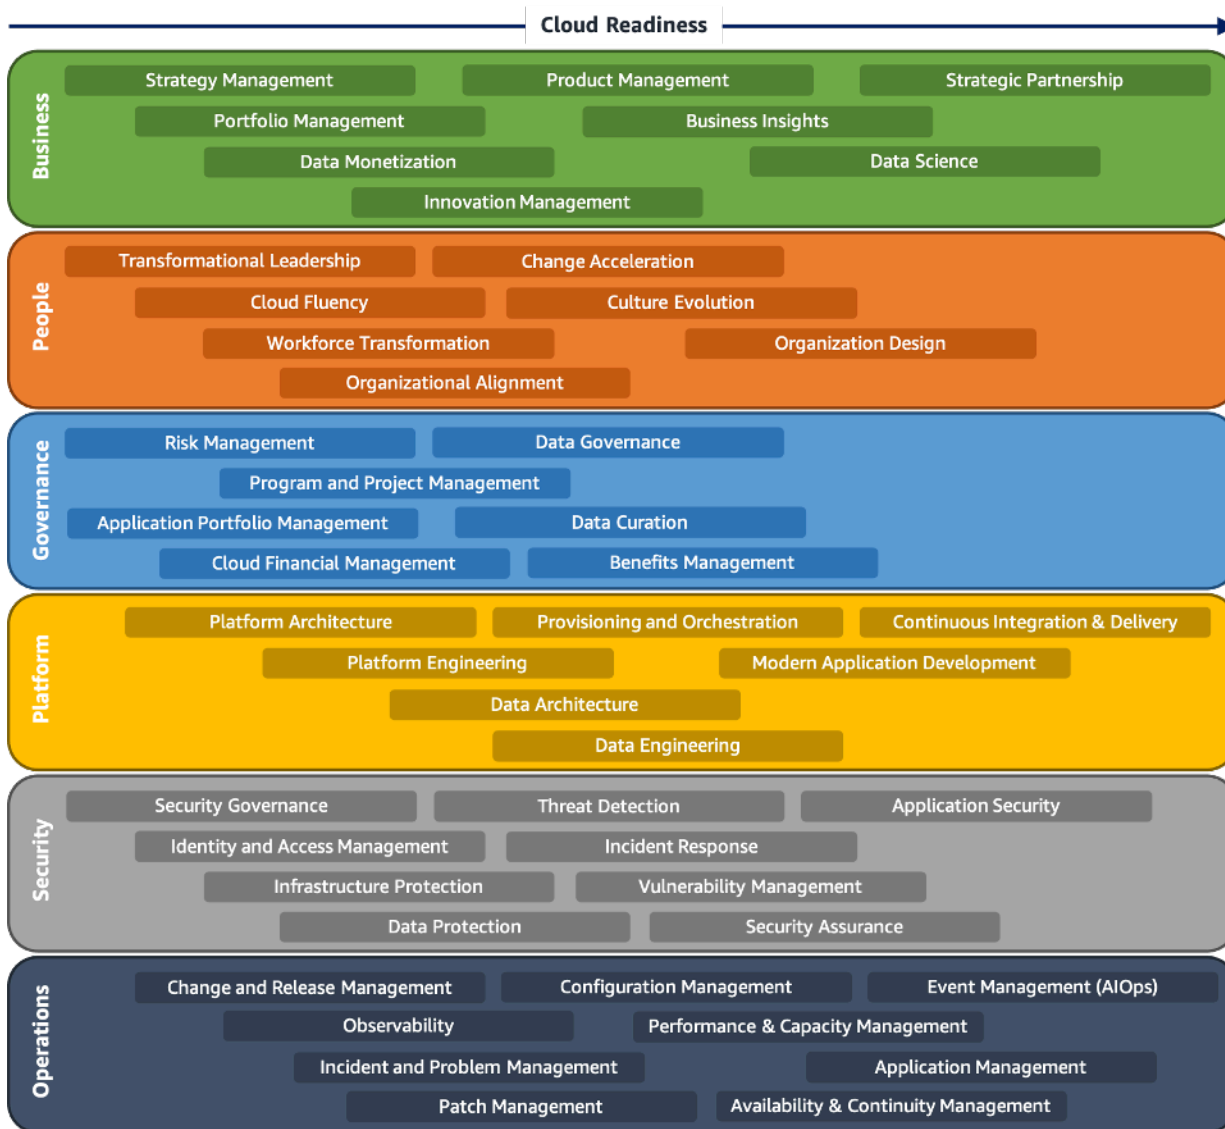 Cloud Readiness
Business
Strategy Management
Product Management
Strategic Partnership
Portfolio Management
Business Insights
Data Monetization
Data Science
Innovation Management
People
Transformational Leadership
Change Acceleration
Cloud Fluency
Culture Evolution
Workforce Transformation
Organization Design
Organizational Alignment
Governance
Risk Management
Data Governance
Program and Project Management
Application Portfolio Management
Data Curation
Cloud Financial Management
Benefits Management
Platform
Platform Architecture
Provisioning and Orchestration
Continuous Integration & Delivery
Platform Engineering
Modern Application Development
Data Architecture
Data Engineering
Security
Security Governance
Threat Detection
Application Security
Identity and Access Management
Incident Response
Infrastructure Protection
Vulnerability Management
Data Protection
Security Assurance
Operations
Change and Release Management
Configuration Management
Event Management (AIOps)
Observability
Performance & Capacity Management
Incident and Problem Management
Application Management
Patch Management
Availability & Continuity Management